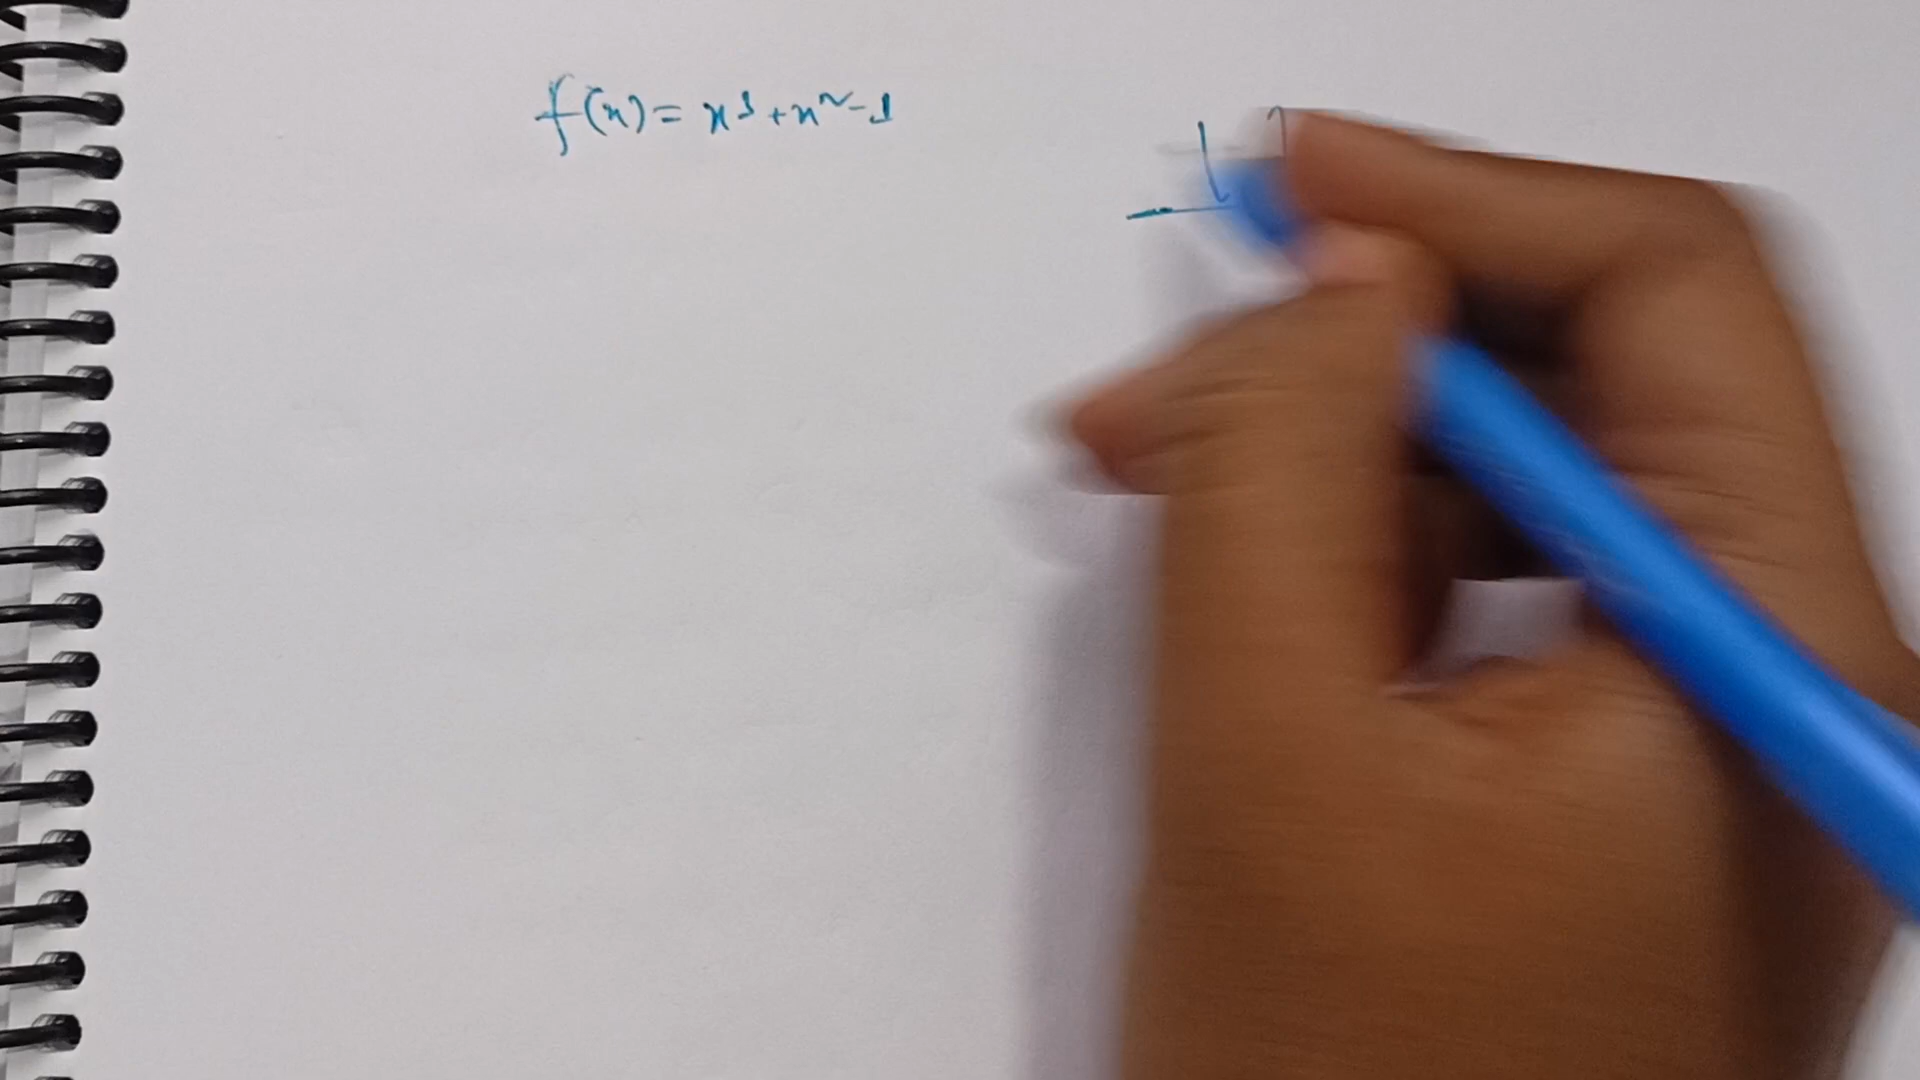 f(x) = x³ + x² - 1